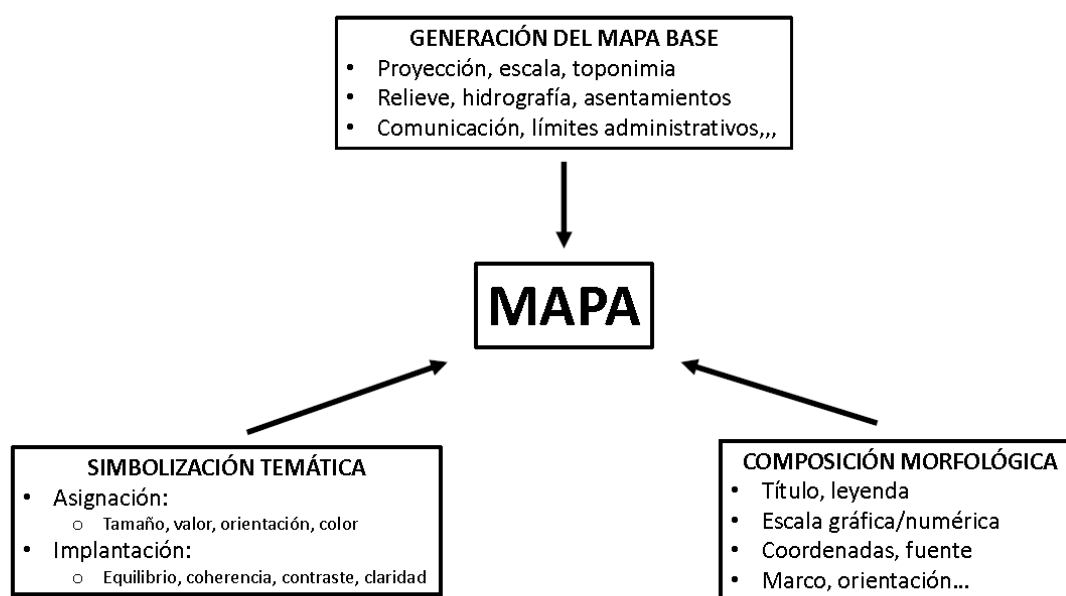 GENERACIÓN DEL MAPA BASE
• Proyección, escala, toponimia
• Relieve, hidrografía, asentamientos
• Comunicación, límites administrativos,,,
MAPA
SIMBOLIZACIÓN TEMÁTICA
• Asignación:
○ Tamaño, valor, orientación, color
• Implantación:
○ Equilibrio, coherencia, contraste, claridad
COMPOSICIÓN MORFOLÓGICA
• Título, leyenda
• Escala gráfica/numérica
• Coordenadas, fuente
• Marco, orientación...